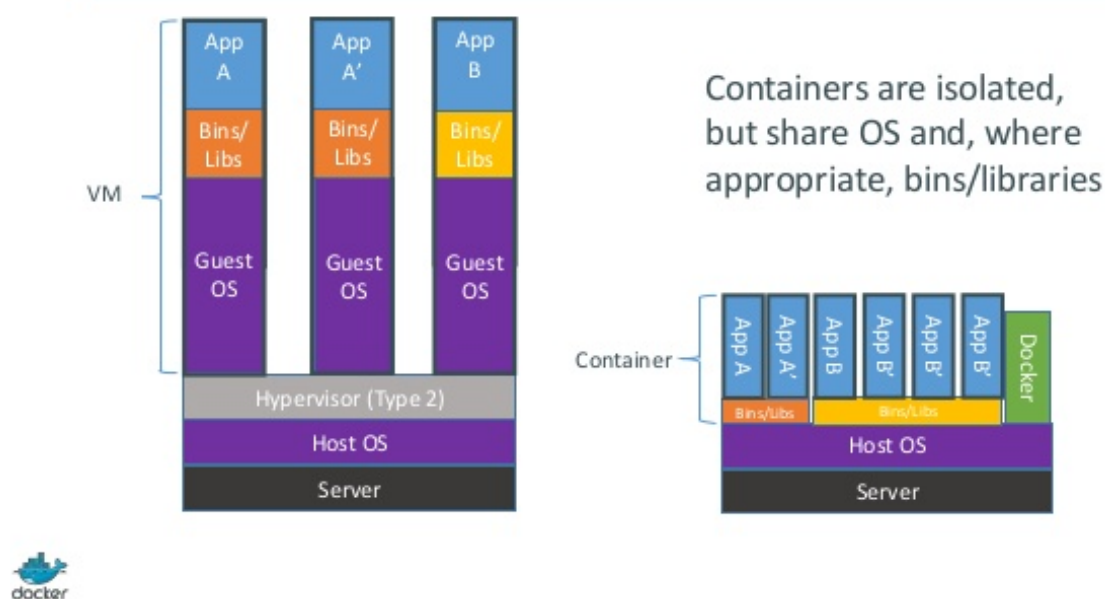 App
A
App
A’
App
B
Bins/
Libs
Bins/
Libs
Bins/
Libs
VM
Guest
OS
Guest
OS
Guest
OS
Hypervisor (Type 2)
Host OS
Server
Containers are isolated,
but share OS and, where
appropriate, bins/libraries
Container
App A
App A’
App B
App B’
App B’
App B’
Docker
Bins/Libs
Bins/Libs
Host OS
Server
docker